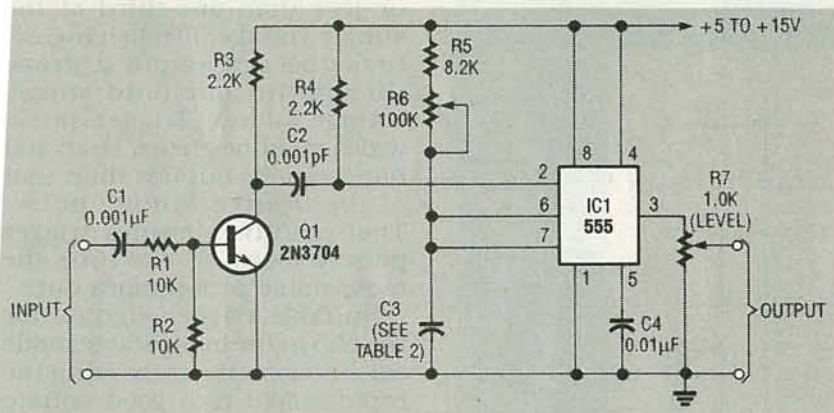 +5 TO +15V
R3
2.2K
R4
2.2K
R5
8.2K
R6
100K
C2
0.001pF
C1
0.001µF
R1
10K
Q1
2N3704
R2
10K
INPUT
2
6
7
8
4
IC1
555
3
1
5
R7
1.0K
(LEVEL)
C3
(SEE
TABLE 2)
C4
0.01µF
OUTPUT